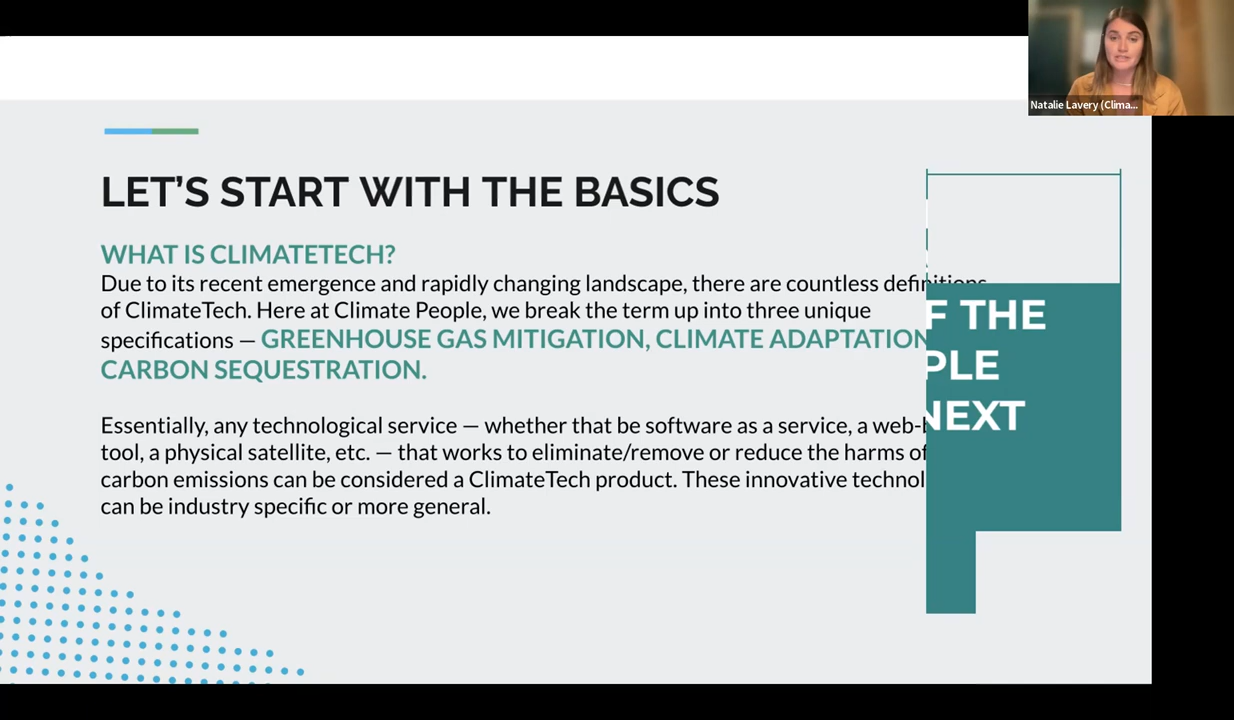 Natalie Lavery (Clima...
LET'S START WITH THE BASICS
WHAT IS CLIMATETECH?
Due to its recent emergence and rapidly changing landscape, there are countless definitions
of ClimateTech. Here at Climate People, we break the term up into three unique
specifications — GREENHOUSE GAS MITIGATION, CLIMATE ADAPTATION
CARBON SEQUESTRATION.
Essentially, any technological service — whether that be software as a service, a web-
tool, a physical satellite, etc. — that works to eliminate/remove or reduce the harms of
carbon emissions can be considered a ClimateTech product. These innovative technol
can be industry specific or more general.
F THE
PLE
NEXT